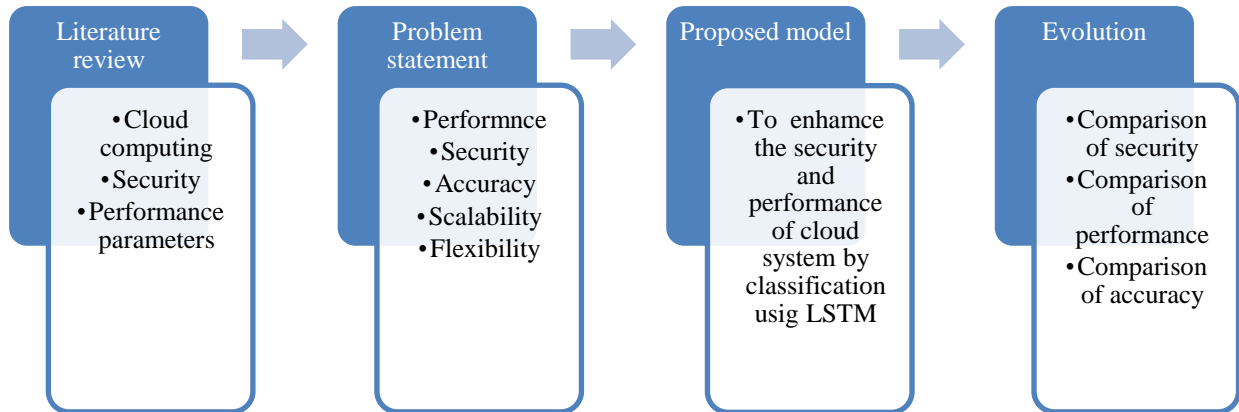 Literature
review
•Cloud
computing
•Security
•Performance
parameters
Problem
statement
•Performnce
•Security
•Accuracy
•Scalability
•Flexibility
Proposed model
•To enhamce
the security
and
performance
of cloud
system by
classification
usig LSTM
Evolution
•Comparison
of security
•Comparison
of
performance
•Comparison
of accuracy